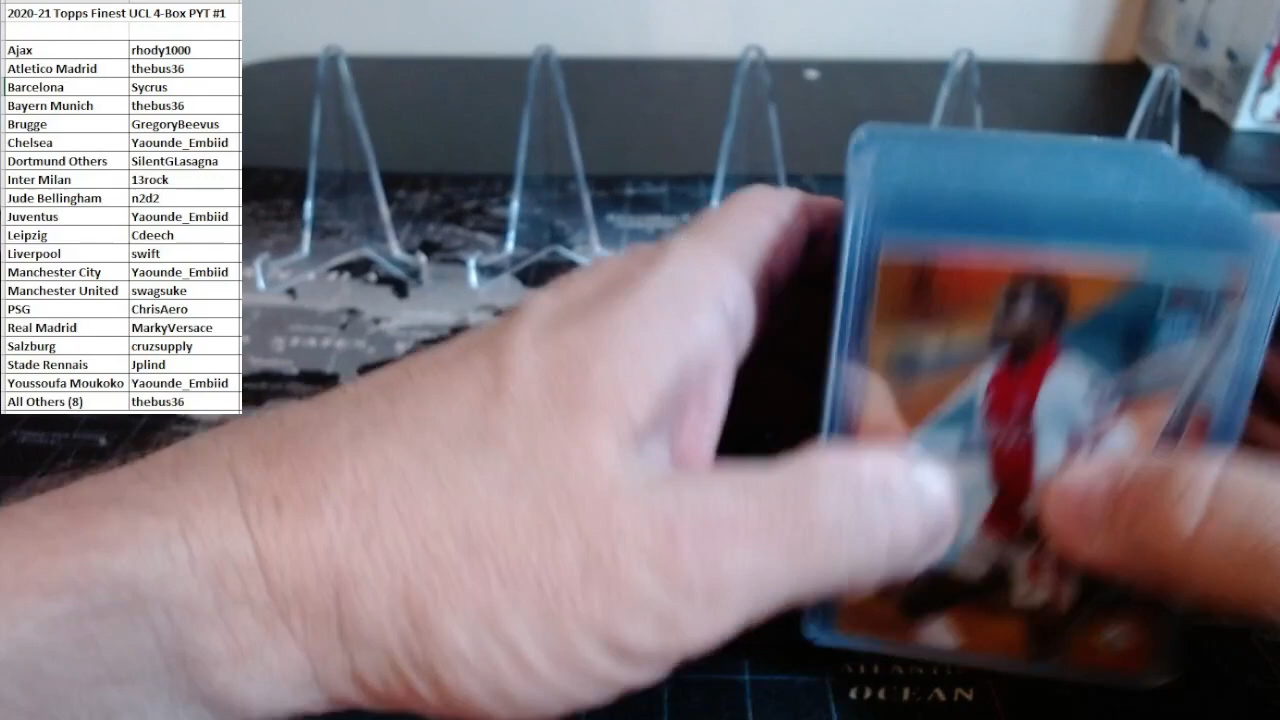 2020-21 Topps Finest UCL 4-Box PYT #1
Ajax rhody1000
Atletico Madrid thebus36
Barcelona Sycrus
Bayern Munich thebus36
Brugge GregoryBeevus
Chelsea Yaounde_Embiid
Dortmund Others SilentGLasagna
Inter Milan 13rock
Jude Bellingham n2d2
Juventus Yaounde_Embiid
Leipzig Cdeech
Liverpool swift
Manchester City Yaounde_Embiid
Manchester United swagsuke
PSG ChrisAero
Real Madrid MarkyVersace
Salzburg cruzsupply
Stade Rennais Jplind
Youssoufa Moukoko Yaounde_Embiid
All Others (8) thebus36
OCEAN